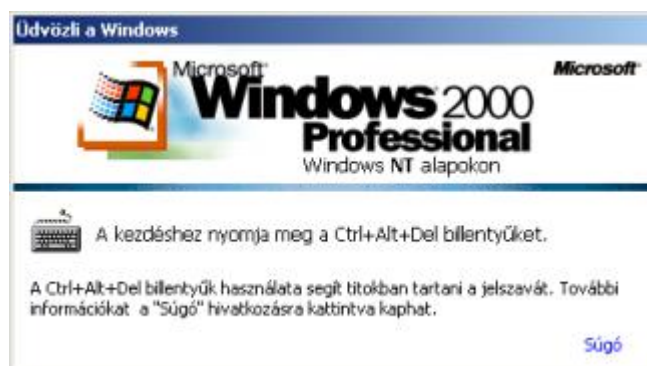 Üdvözli a Windows
Microsoft
Microsoft
Windows 2000
Professional
Windows NT alapokon
A kezdéshez nyomja meg a Ctrl+Alt+Del billentyűket.
A Ctrl+Alt+Del billentyűk használata segít titokban tartani a jelszavát. További
információkat a "Súgó" hivatkozásra kattintva kaphat.
Súgó